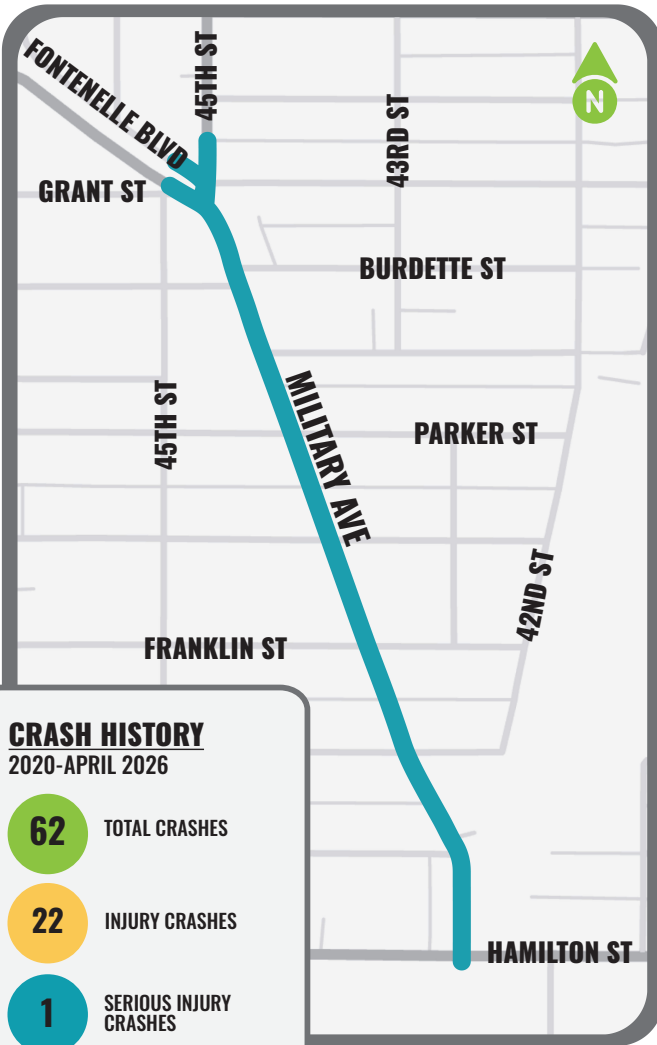 FONTENELLE BLVD
45TH ST
43RD ST
N
GRANT ST
BURDETTE ST
45TH ST
MILITARY AVE
PARKER ST
42ND ST
FRANKLIN ST
CRASH HISTORY
2020-APRIL 2026
62 TOTAL CRASHES
22 INJURY CRASHES
1 SERIOUS INJURY
CRASHES
HAMILTON ST